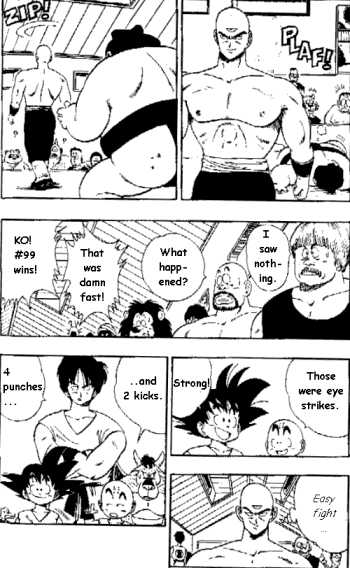 ZIP!
PLAF!
KO!
#99
wins!
That
was
damn
fast!
What
happ-
ened?
I
saw
noth-
ing.
4
punches
...
..and
2 kicks.
Strong!
Those
were eye
strikes.
Easy
fight
...